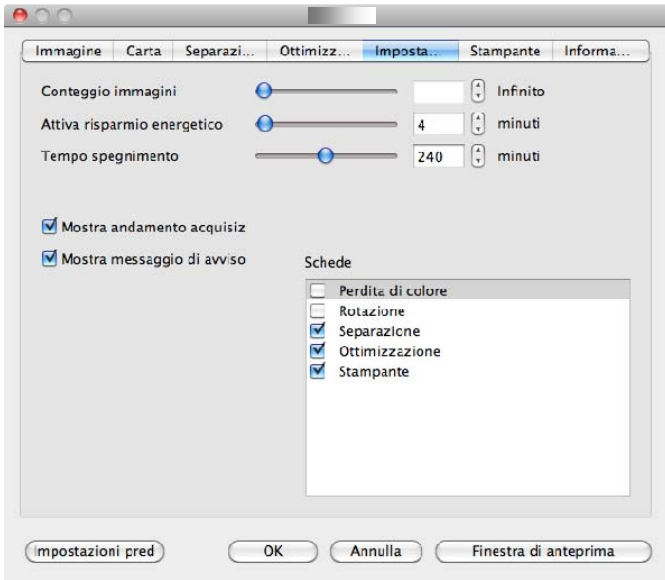 Immagine Carta Separazi... Ottimizz... Imposta... Stampante Informa...
Conteggio immagini Infinito
Attiva risparmio energetico 4 minuti
Tempo spegnimento 240 minuti
Mostra andamento acquisiz
Mostra messaggio di avviso
Schede
Perdita di colore
Rotazione
Separazione
Ottimizzazione
Stampante
Impostazioni pred OK Annulla Finestra di anteprima